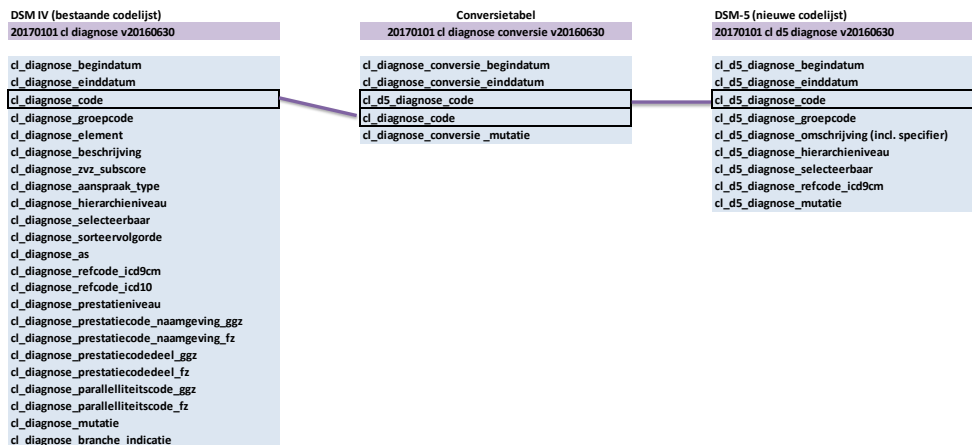 DSM IV (bestaande codelijst)
20170101 cl diagnose v20160630
cl_diagnose_begindatum
cl_diagnose_einddatum
cl_diagnose_code
cl_diagnose_groepcode
cl_diagnose_element
cl_diagnose_beschrijving
cl_diagnose_zvz_subscore
cl_diagnose_aanspraak_type
cl_diagnose_hierarchieniveau
cl_diagnose_selecteerbaar
cl_diagnose_sorteervolgorde
cl_diagnose_as
cl_diagnose_refcode_icd9cm
cl_diagnose_refcode_icd10
cl_diagnose_prestatieniveau
cl_diagnose_prestatiecode_naamgeving_ggz
cl_diagnose_prestatiecode_naamgeving_fz
cl_diagnose_prestatiecodedeel_ggz
cl_diagnose_prestatiecodedeel_fz
cl_diagnose_parallelliteitscode_ggz
cl_diagnose_parallelliteitscode_fz
cl_diagnose_mutatie
cl_diagnose_branche_indicatie
Conversietabel
20170101 cl diagnose conversie v20160630
cl_diagnose_conversie_begindatum
cl_diagnose_conversie_einddatum
cl_d5_diagnose_code
cl_diagnose_code
cl_diagnose_conversie _mutatie
DSM-5 (nieuwe codelijst)
20170101 cl d5 diagnose v20160630
cl_d5_diagnose_begindatum
cl_d5_diagnose_einddatum
cl_d5_diagnose_code
cl_d5_diagnose_groepcode
cl_d5_diagnose_omschrijving (incl. specifier)
cl_d5_diagnose_hierarchieniveau
cl_d5_diagnose_selecteerbaar
cl_d5_diagnose_refcode_icd9cm
cl_d5_diagnose_mutatie